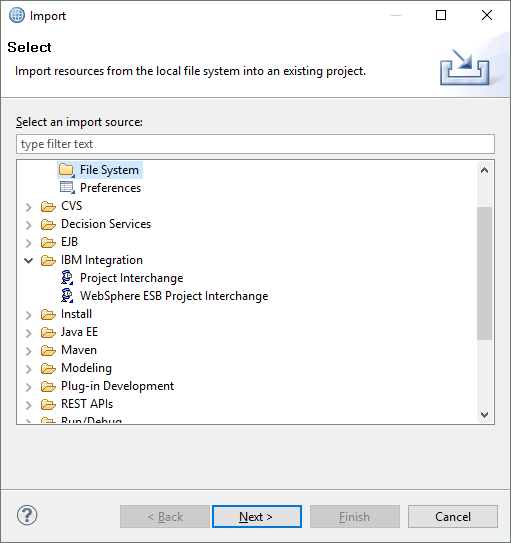 Import
Select
Import resources from the local file system into an existing project.
Select an import source:
type filter text
File System
Preferences
CVS
Decision Services
EJB
IBM Integration
Project Interchange
WebSphere ESB Project Interchange
Install
Java EE
Maven
Modeling
Plug-in Development
REST APIs
Run/Debug
?
< Back
Next >
Finish
Cancel